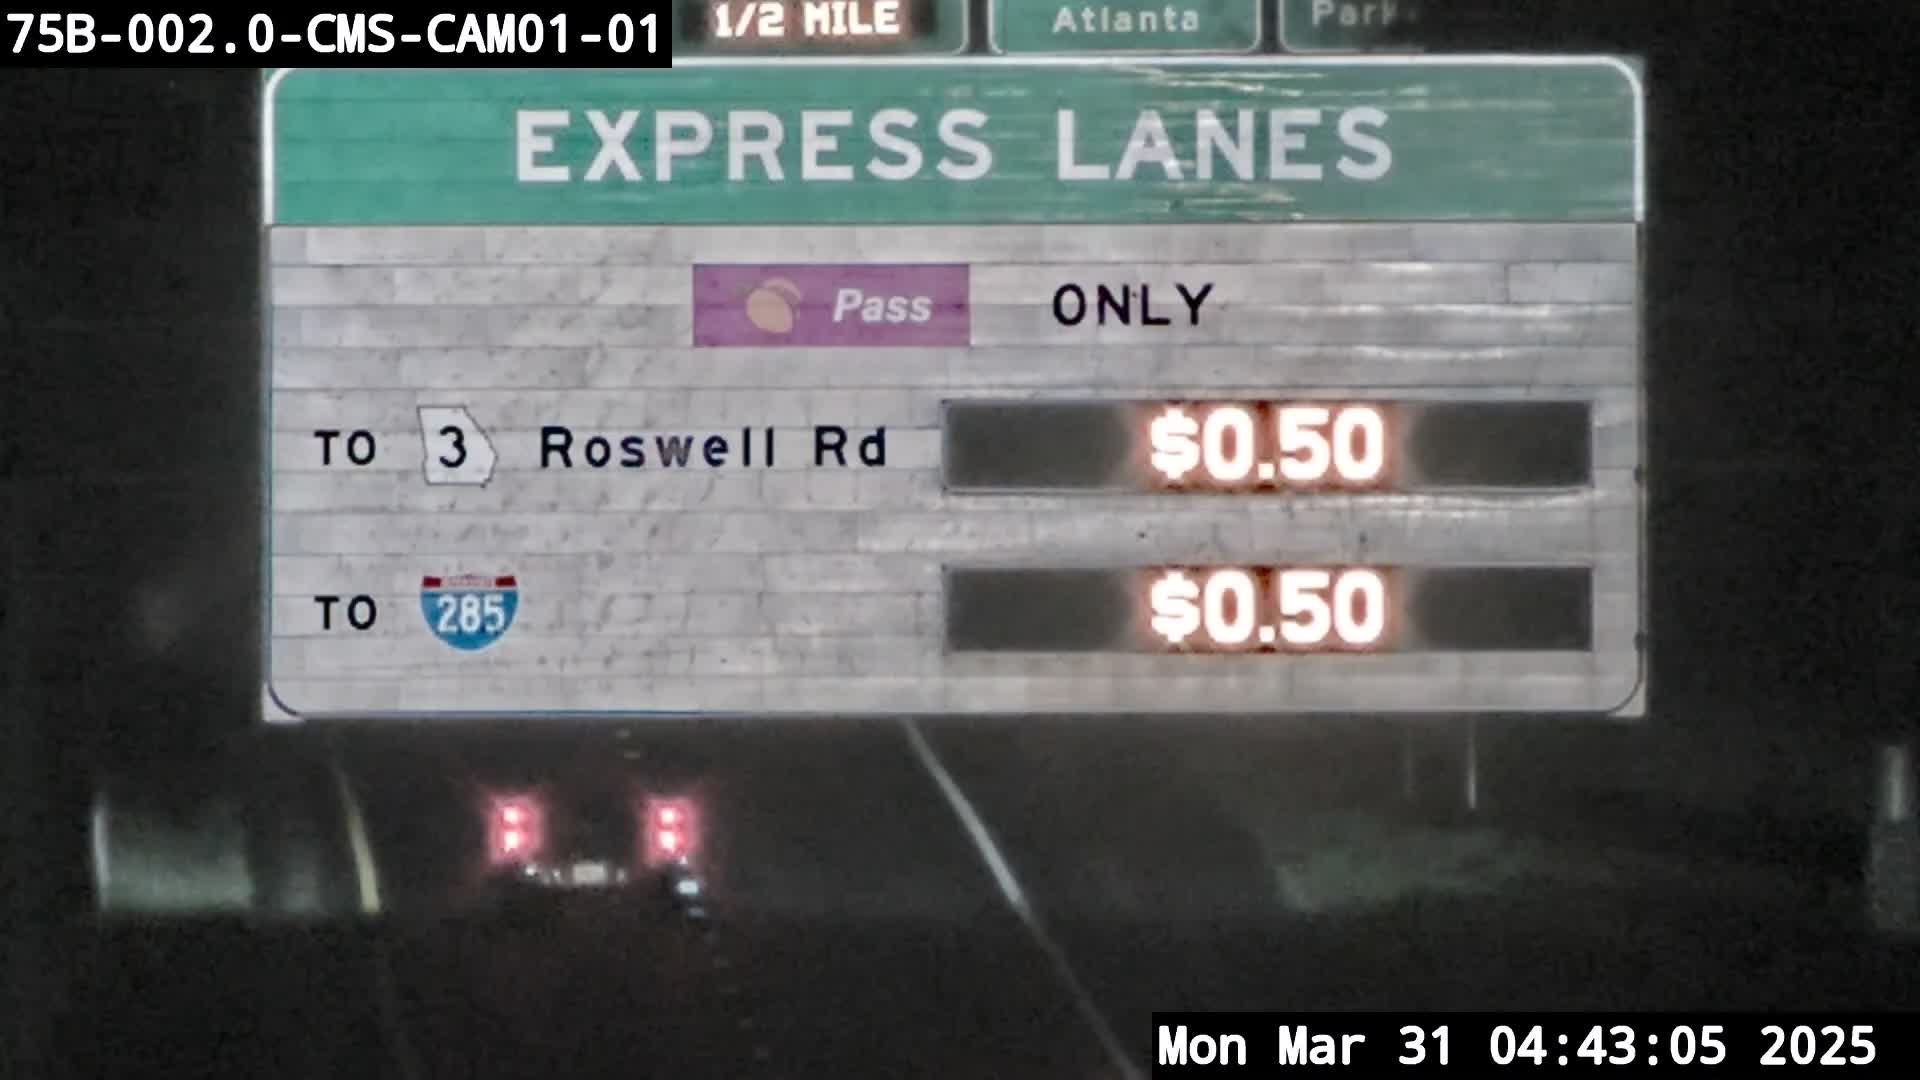 75B-002.0-CMS-CAM01-01
1/2 MILE
Atlanta
Park
EXPRESS LANES
Pass ONLY
TO 3 Roswell Rd $0.50
TO 285 $0.50
Mon Mar 31 04:43:05 2025